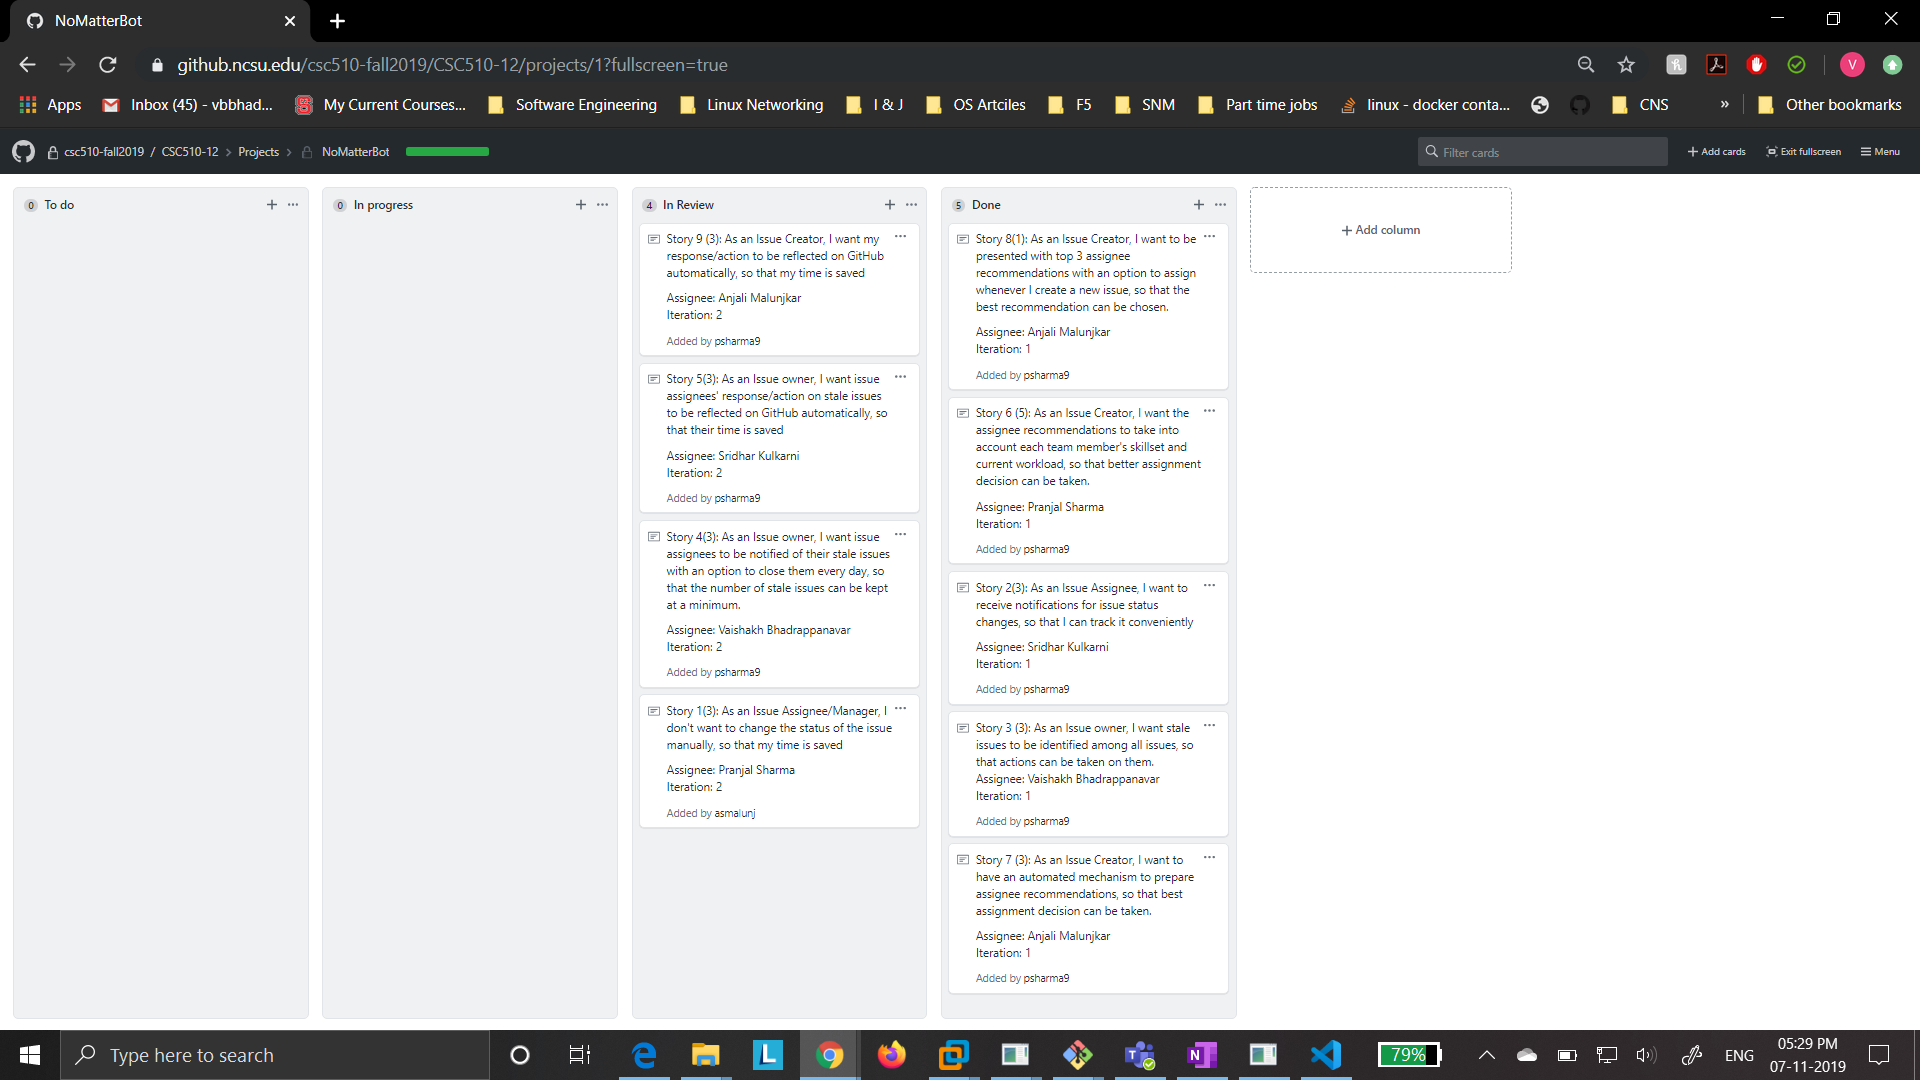 NoMatterBot
github.ncsu.edu/csc510-fall2019/CSC510-12/projects/1?fullscreen=true
V
Apps
Inbox (45) - vbbhad...
My Current Courses...
Software Engineering
Linux Networking
I & J
OS Artciles
F5
SNM
Part time jobs
linux - docker conta...
CNS
»
Other bookmarks
csc510-fall2019 / CSC510-12 > Projects > NoMatterBot
Filter cards
+ Add cards
Exit fullscreen
Menu
0 To do
0 In progress
4 In Review
Story 9 (3): As an Issue Creator, I want my
response/action to be reflected on GitHub
automatically, so that my time is saved
Assignee: Anjali Malunjkar
Iteration: 2
Added by psharma9
Story 5(3): As an Issue owner, I want issue
assignees' response/action on stale issues
to be reflected on GitHub automatically, so
that their time is saved
Assignee: Sridhar Kulkarni
Iteration: 2
Added by psharma9
Story 4(3): As an Issue owner, I want issue
assignees to be notified of their stale issues
with an option to close them every day, so
that the number of stale issues can be kept
at a minimum.
Assignee: Vaishakh Bhadrappanavar
Iteration: 2
Added by psharma9
Story 1(3): As an Issue Assignee/Manager, I
don't want to change the status of the issue
manually, so that my time is saved
Assignee: Pranjal Sharma
Iteration: 2
Added by asmalunj
5 Done
Story 8(1): As an Issue Creator, I want to be
presented with top 3 assignee
recommendations with an option to assign
whenever I create a new issue, so that the
best recommendation can be chosen.
Assignee: Anjali Malunjkar
Iteration: 1
Added by psharma9
Story 6 (5): As an Issue Creator, I want the
assignee recommendations to take into
account each team member's skillset and
current workload, so that better assignment
decision can be taken.
Assignee: Pranjal Sharma
Iteration: 1
Added by psharma9
Story 2(3): As an Issue Assignee, I want to
receive notifications for issue status
changes, so that I can track it conveniently
Assignee: Sridhar Kulkarni
Iteration: 1
Added by psharma9
Story 3 (3): As an Issue owner, I want stale
issues to be identified among all issues, so
that actions can be taken on them.
Assignee: Vaishakh Bhadrappanavar
Iteration: 1
Added by psharma9
Story 7 (3): As an Issue Creator, I want to
have an automated mechanism to prepare
assignee recommendations, so that best
assignment decision can be taken.
Assignee: Anjali Malunjkar
Iteration: 1
Added by psharma9
+ Add column
Type here to search
79%
ENG
05:29 PM
07-11-2019